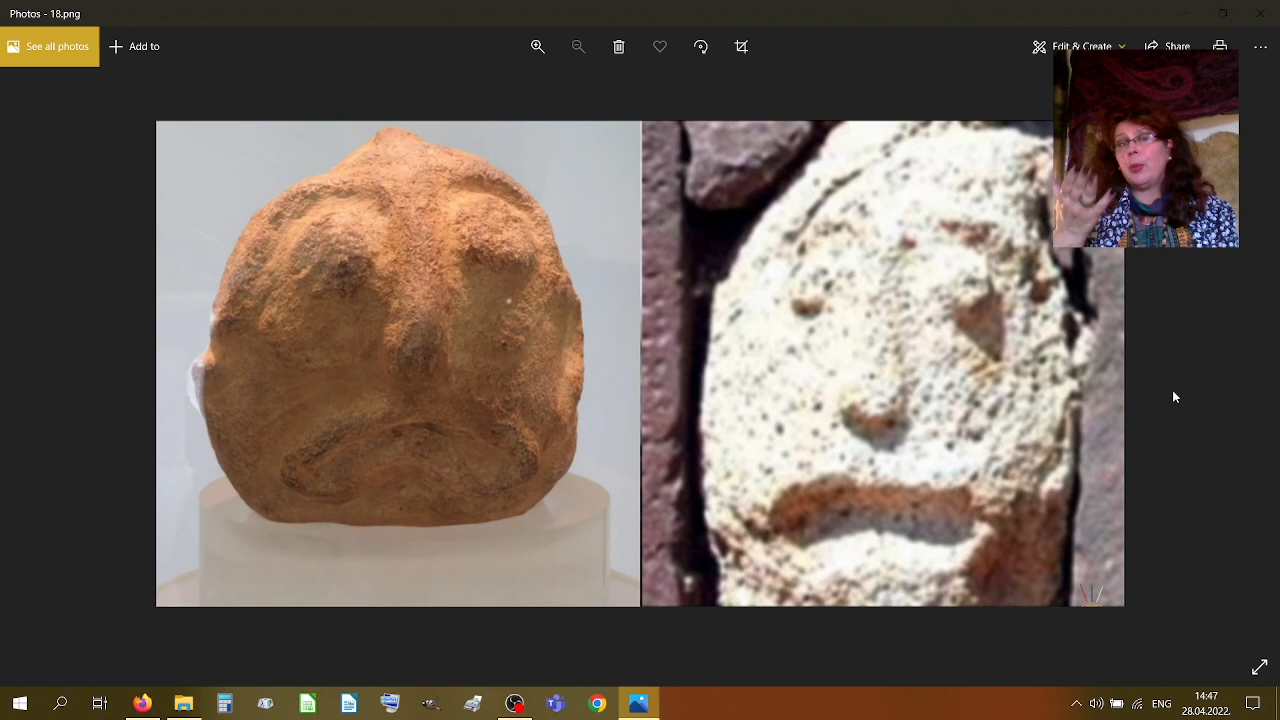 Photos - 18.png
See all photos
Add to
Edit & Create
Share
ENG
14:47
28.04.2022.